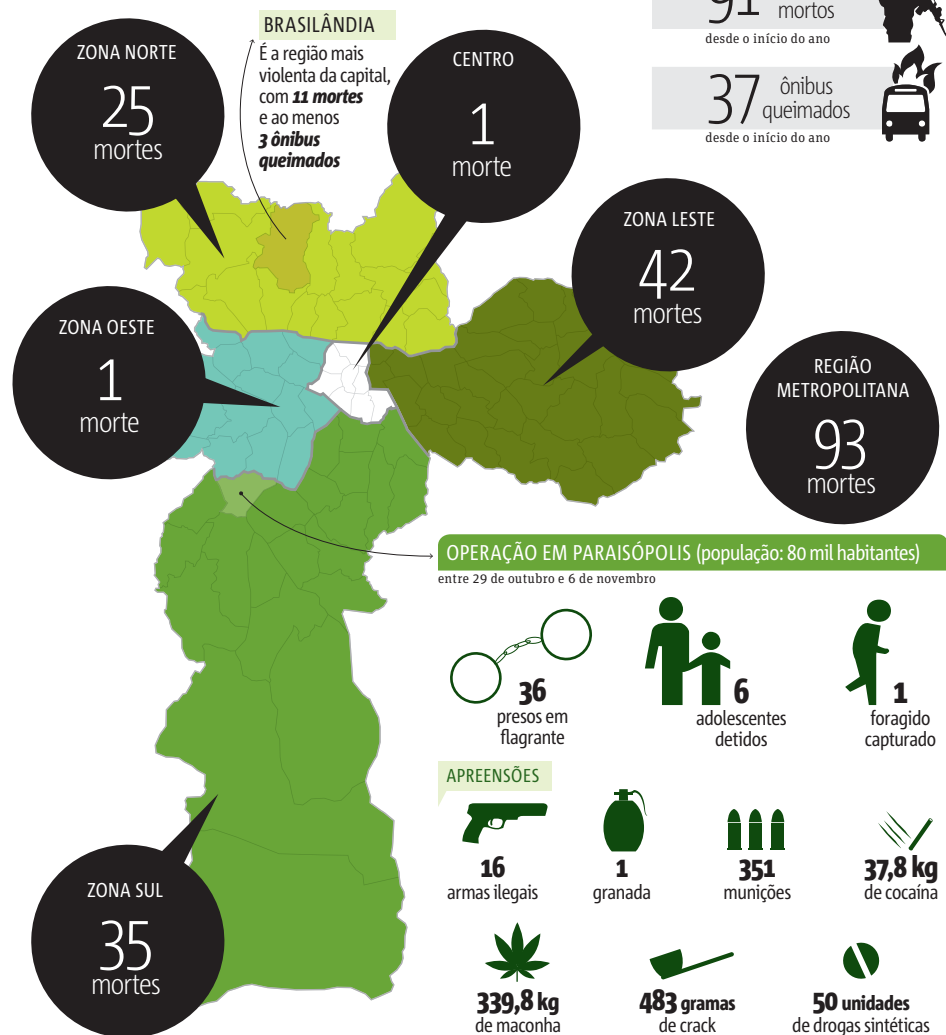 91 mortos
desde o início do ano
37 ônibus
queimados
desde o início do ano
BRASILÂNDIA
É a região mais
violenta da capital,
com 11 mortes
e ao menos
3 ônibus
queimados
ZONA NORTE
25
mortes
CENTRO
1
morte
ZONA LESTE
42
mortes
ZONA OESTE
1
morte
REGIÃO
METROPOLITANA
93
mortes
OPERAÇÃO EM PARAISÓPOLIS (população: 80 mil habitantes)
entre 29 de outubro e 6 de novembro
36
presos em
flagrante
6
adolescentes
detidos
1
foragido
capturado
APREENSÕES
16
armas ilegais
1
granada
351
munições
37,8 kg
de cocaína
339,8 kg
de maconha
483 gramas
de crack
50 unidades
de drogas sintéticas
ZONA SUL
35
mortes